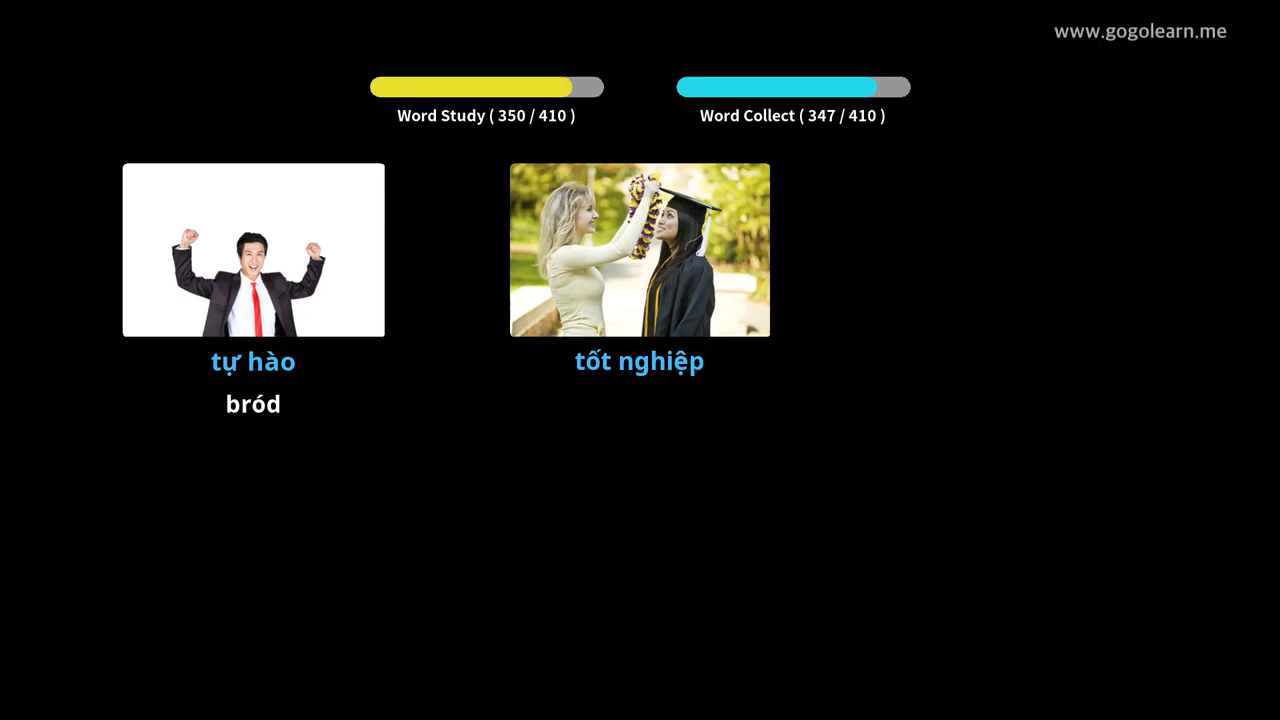 www.gogolearn.me
Word Study ( 350 / 410 )
Word Collect ( 347 / 410 )
tự hào
tốt nghiệp
bród